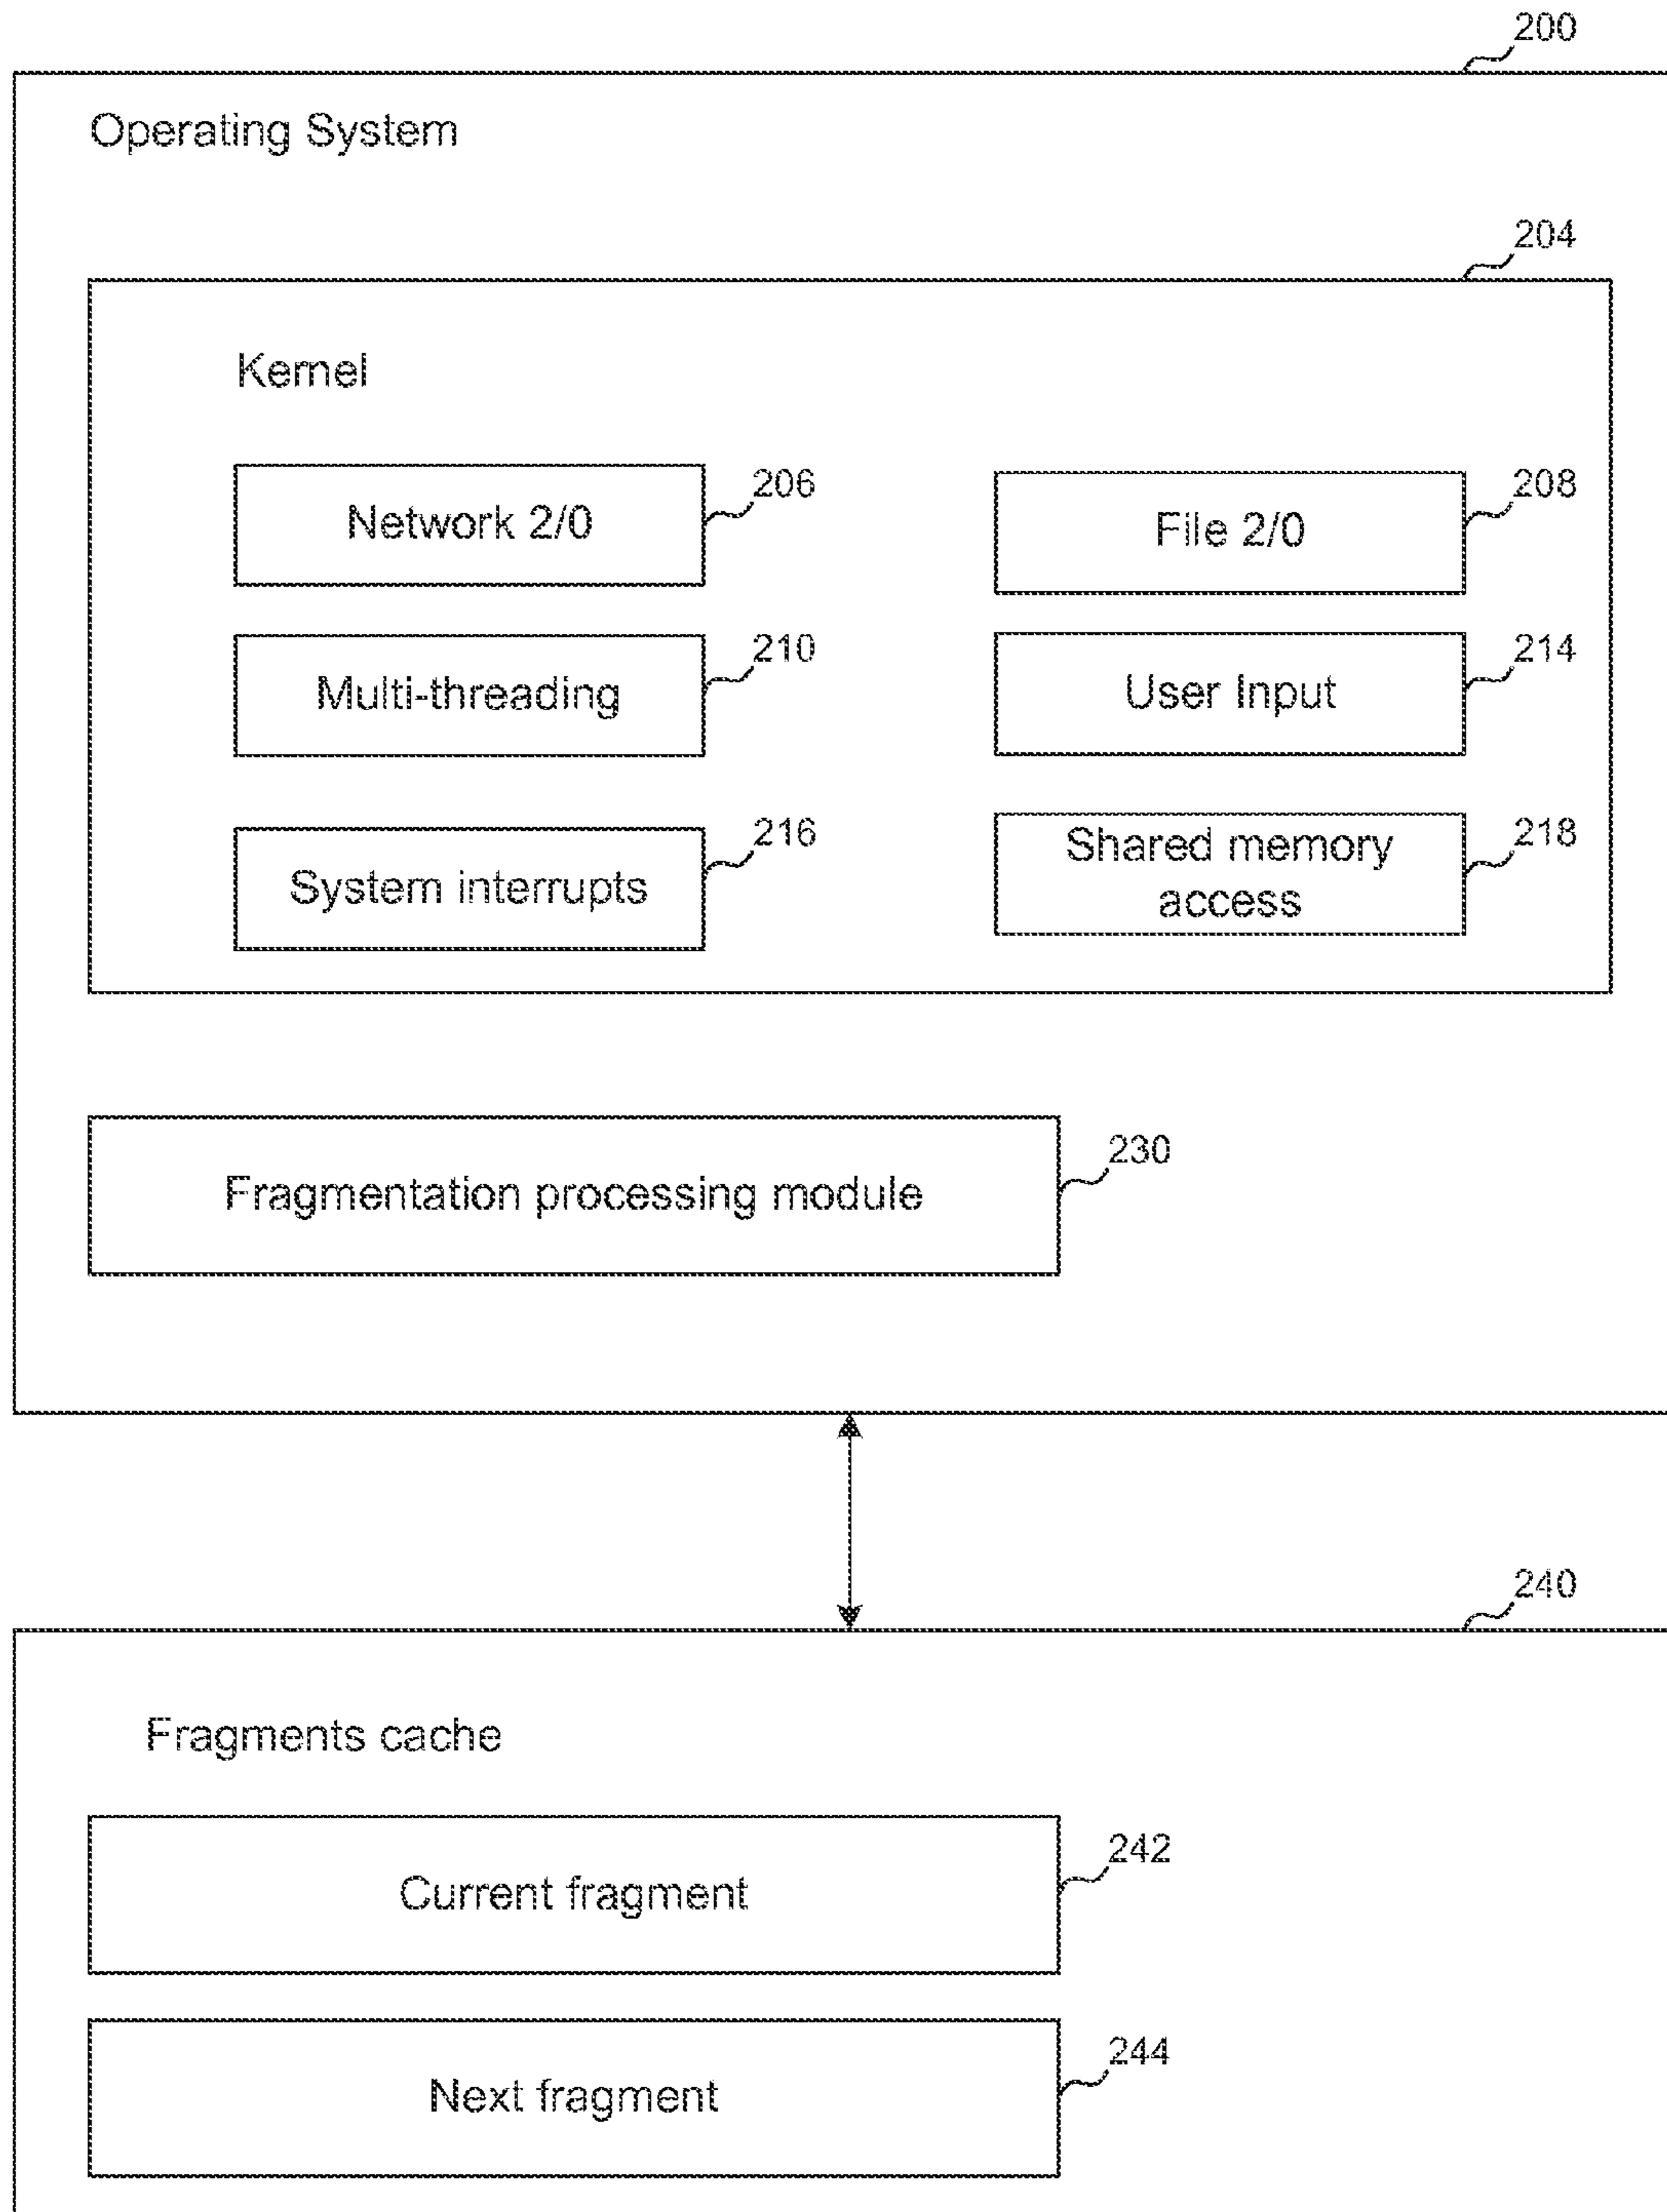 200
Operating System
204
Kernel
Network 2/0
206
File 2/0
208
Multi-threading
210
User Input
214
System interrupts
216
Shared memory
access
218
Fragmentation processing module
230
240
Fragments cache
Current fragment
242
Next fragment
244